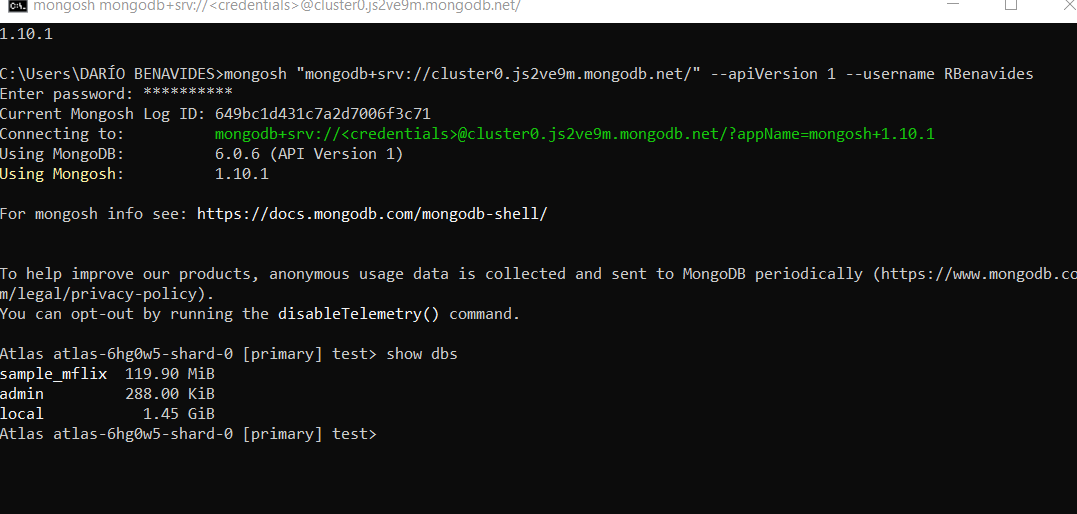 mongosh mongodb+srv://<credentials>@cluster0.js2ve9m.mongodb.net/
1.10.1
C:\Users\DARÍO BENAVIDES>mongosh "mongodb+srv://cluster0.js2ve9m.mongodb.net/" --apiVersion 1 --username RBenavides
Enter password: **********
Current Mongosh Log ID: 649bc1d431c7a2d7006f3c71
Connecting to:          mongodb+srv://<credentials>@cluster0.js2ve9m.mongodb.net/?appName=mongosh+1.10.1
Using MongoDB:          6.0.6 (API Version 1)
Using Mongosh:          1.10.1
For mongosh info see: https://docs.mongodb.com/mongodb-shell/
To help improve our products, anonymous usage data is collected and sent to MongoDB periodically (https://www.mongodb.co
m/legal/privacy-policy).
You can opt-out by running the disableTelemetry() command.
Atlas atlas-6hg0w5-shard-0 [primary] test> show dbs
sample_mflix  119.90 MiB
admin         288.00 KiB
local           1.45 GiB
Atlas atlas-6hg0w5-shard-0 [primary] test>